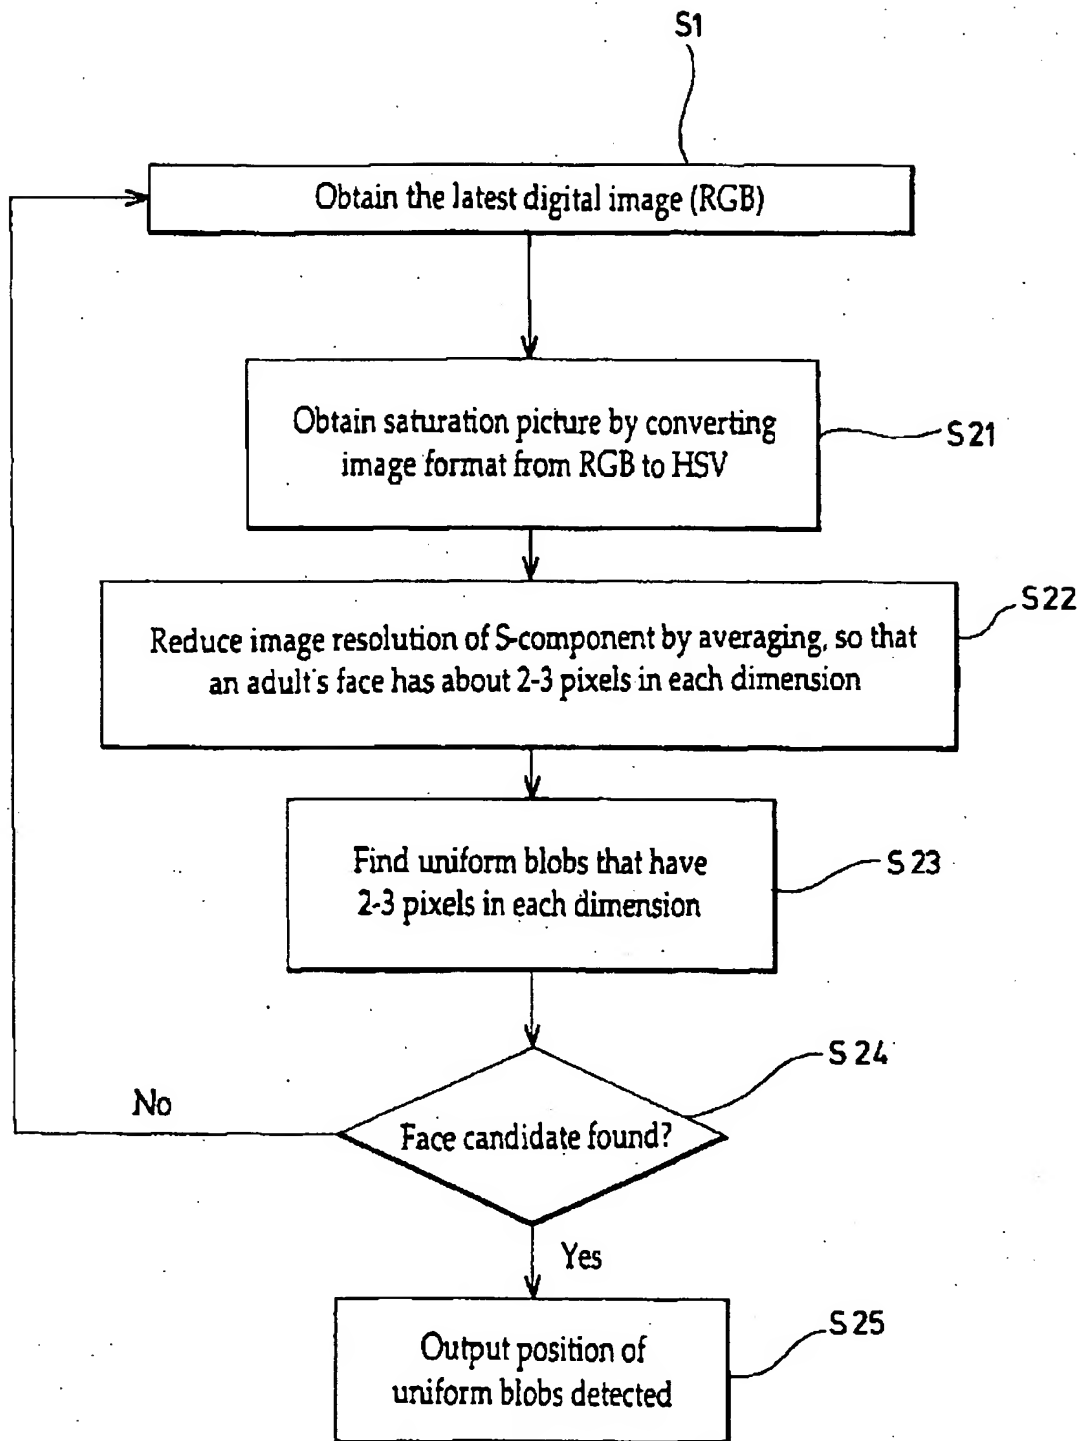 S1
Obtain the latest digital image (RGB)
Obtain saturation picture by converting
image format from RGB to HSV
S21
Reduce image resolution of S-component by averaging, so that
an adult's face has about 2-3 pixels in each dimension
S22
Find uniform blobs that have
2-3 pixels in each dimension
S23
S24
No
Face candidate found?
Yes
Output position of
uniform blobs detected
S25